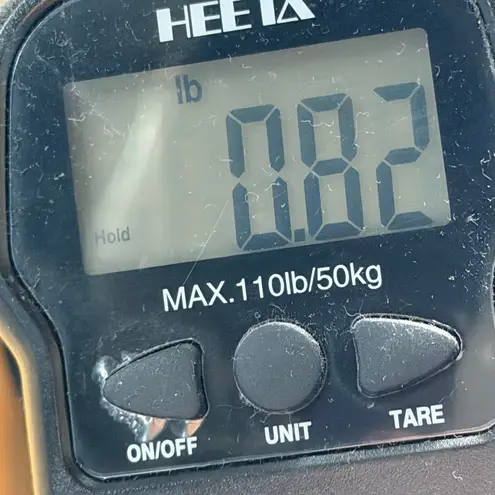 HEETA
lb
0.82
Hold
MAX.110lb/50kg
ON/OFF UNIT TARE